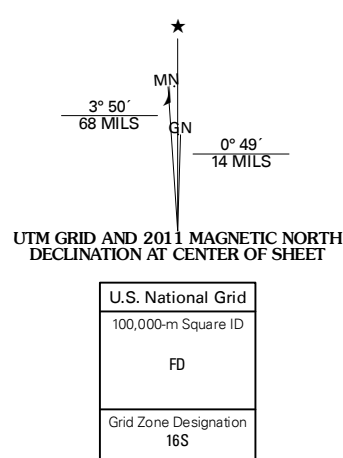 ★
MN
3° 50´
68 MILS
GN
0° 49´
14 MILS
UTM GRID AND 2011 MAGNETIC NORTH
DECLINATION AT CENTER OF SHEET
U.S. National Grid
100,000-m Square ID
FD
Grid Zone Designation
16S